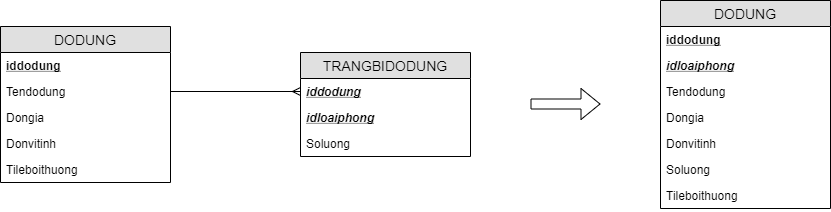 DODUNG
iddodung
Tendodung
Dongia
Donvitinh
Tileboithuong
TRANGBIDODUNG
iddodung
idloaiphong
Soluong
DODUNG
iddodung
idloaiphong
Tendodung
Dongia
Donvitinh
Soluong
Tileboithuong